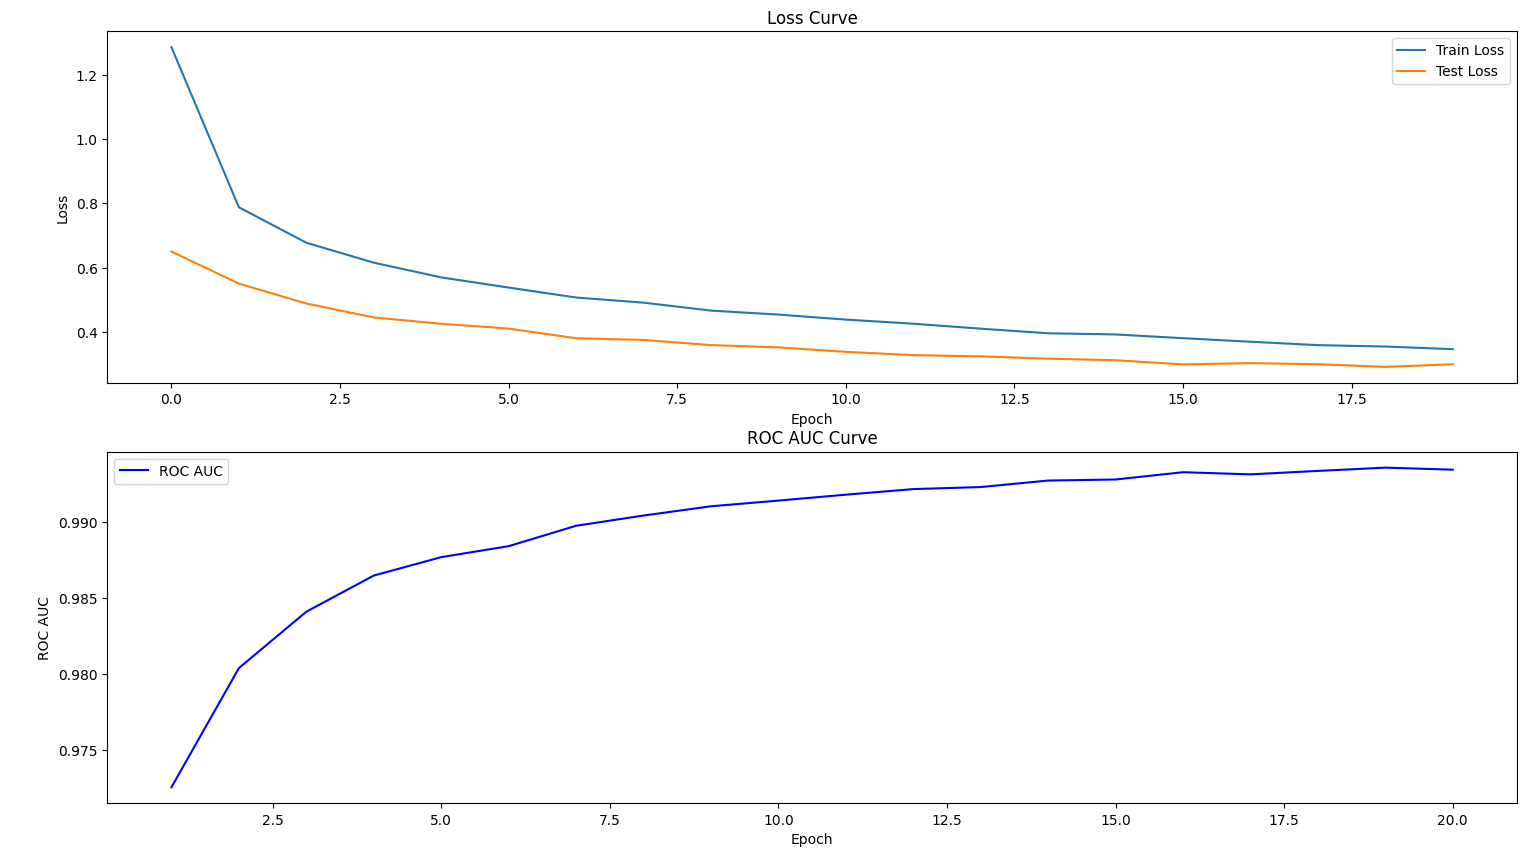 Loss Curve
Train Loss
Test Loss
1.2
1.0
0.8
0.6
0.4
Loss
0.0 2.5 5.0 7.5 10.0 12.5 15.0 17.5
Epoch
ROC AUC Curve
ROC AUC
0.990
0.985
0.980
0.975
ROC AUC
2.5 5.0 7.5 10.0 12.5 15.0 17.5 20.0
Epoch